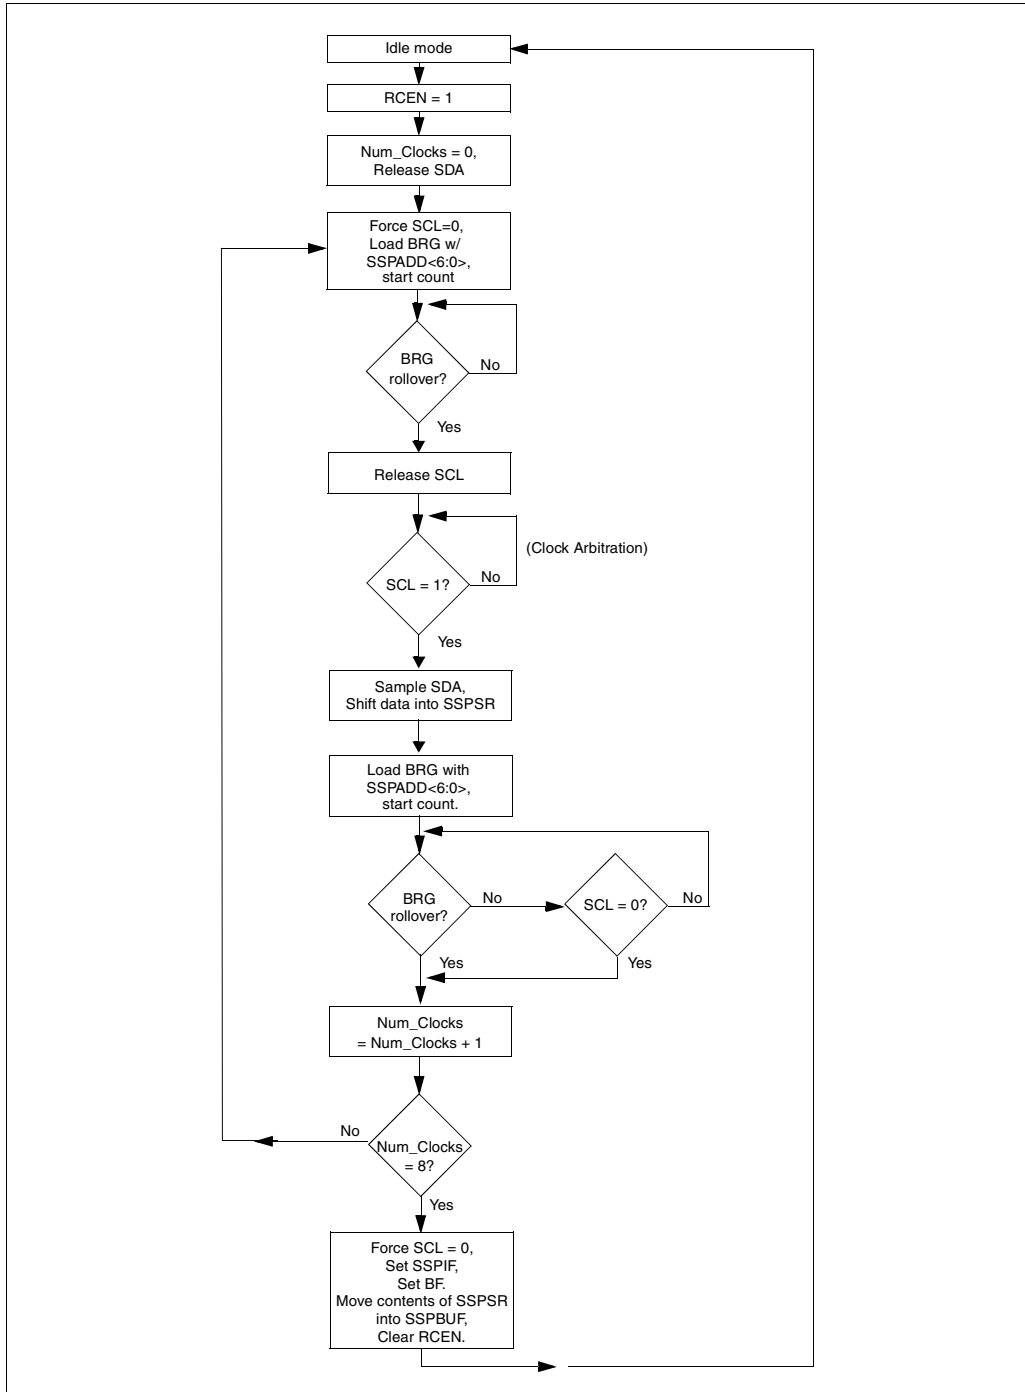 Idle mode
RCEN = 1
Num_Clocks = 0,
Release SDA
Force SCL=0,
Load BRG w/
SSPADD<6:0>,
start count
BRG
rollover?
No
Yes
Release SCL
(Clock Arbitration)
SCL = 1?
No
Yes
Sample SDA,
Shift data into SSPSR
Load BRG with
SSPADD<6:0>,
start count.
BRG
rollover?
No
SCL = 0?
No
Yes
Yes
Num_Clocks
= Num_Clocks + 1
No
Num_Clocks
= 8?
Yes
Force SCL = 0,
Set SSPIF,
Set BF.
Move contents of SSPSR
into SSPBUF,
Clear RCEN.